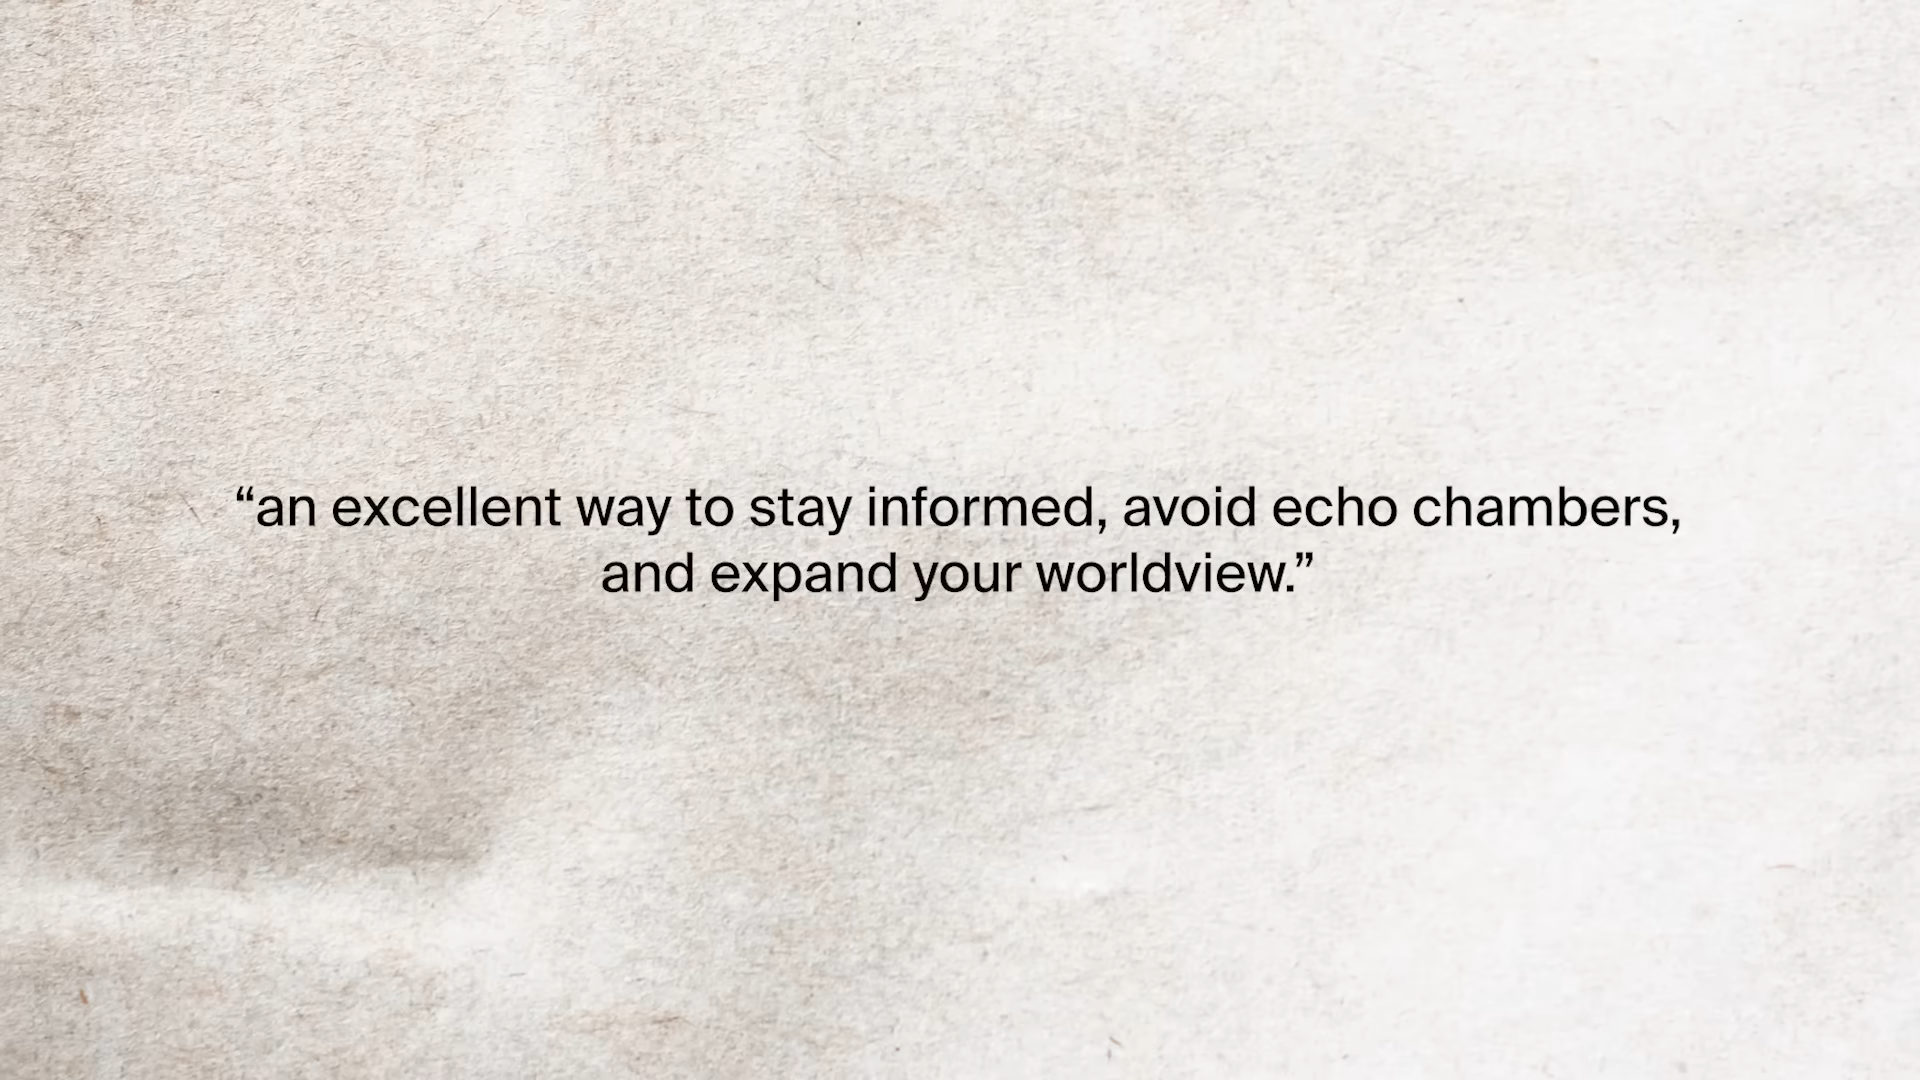 “an excellent way to stay informed, avoid echo chambers,
and expand your worldview.”